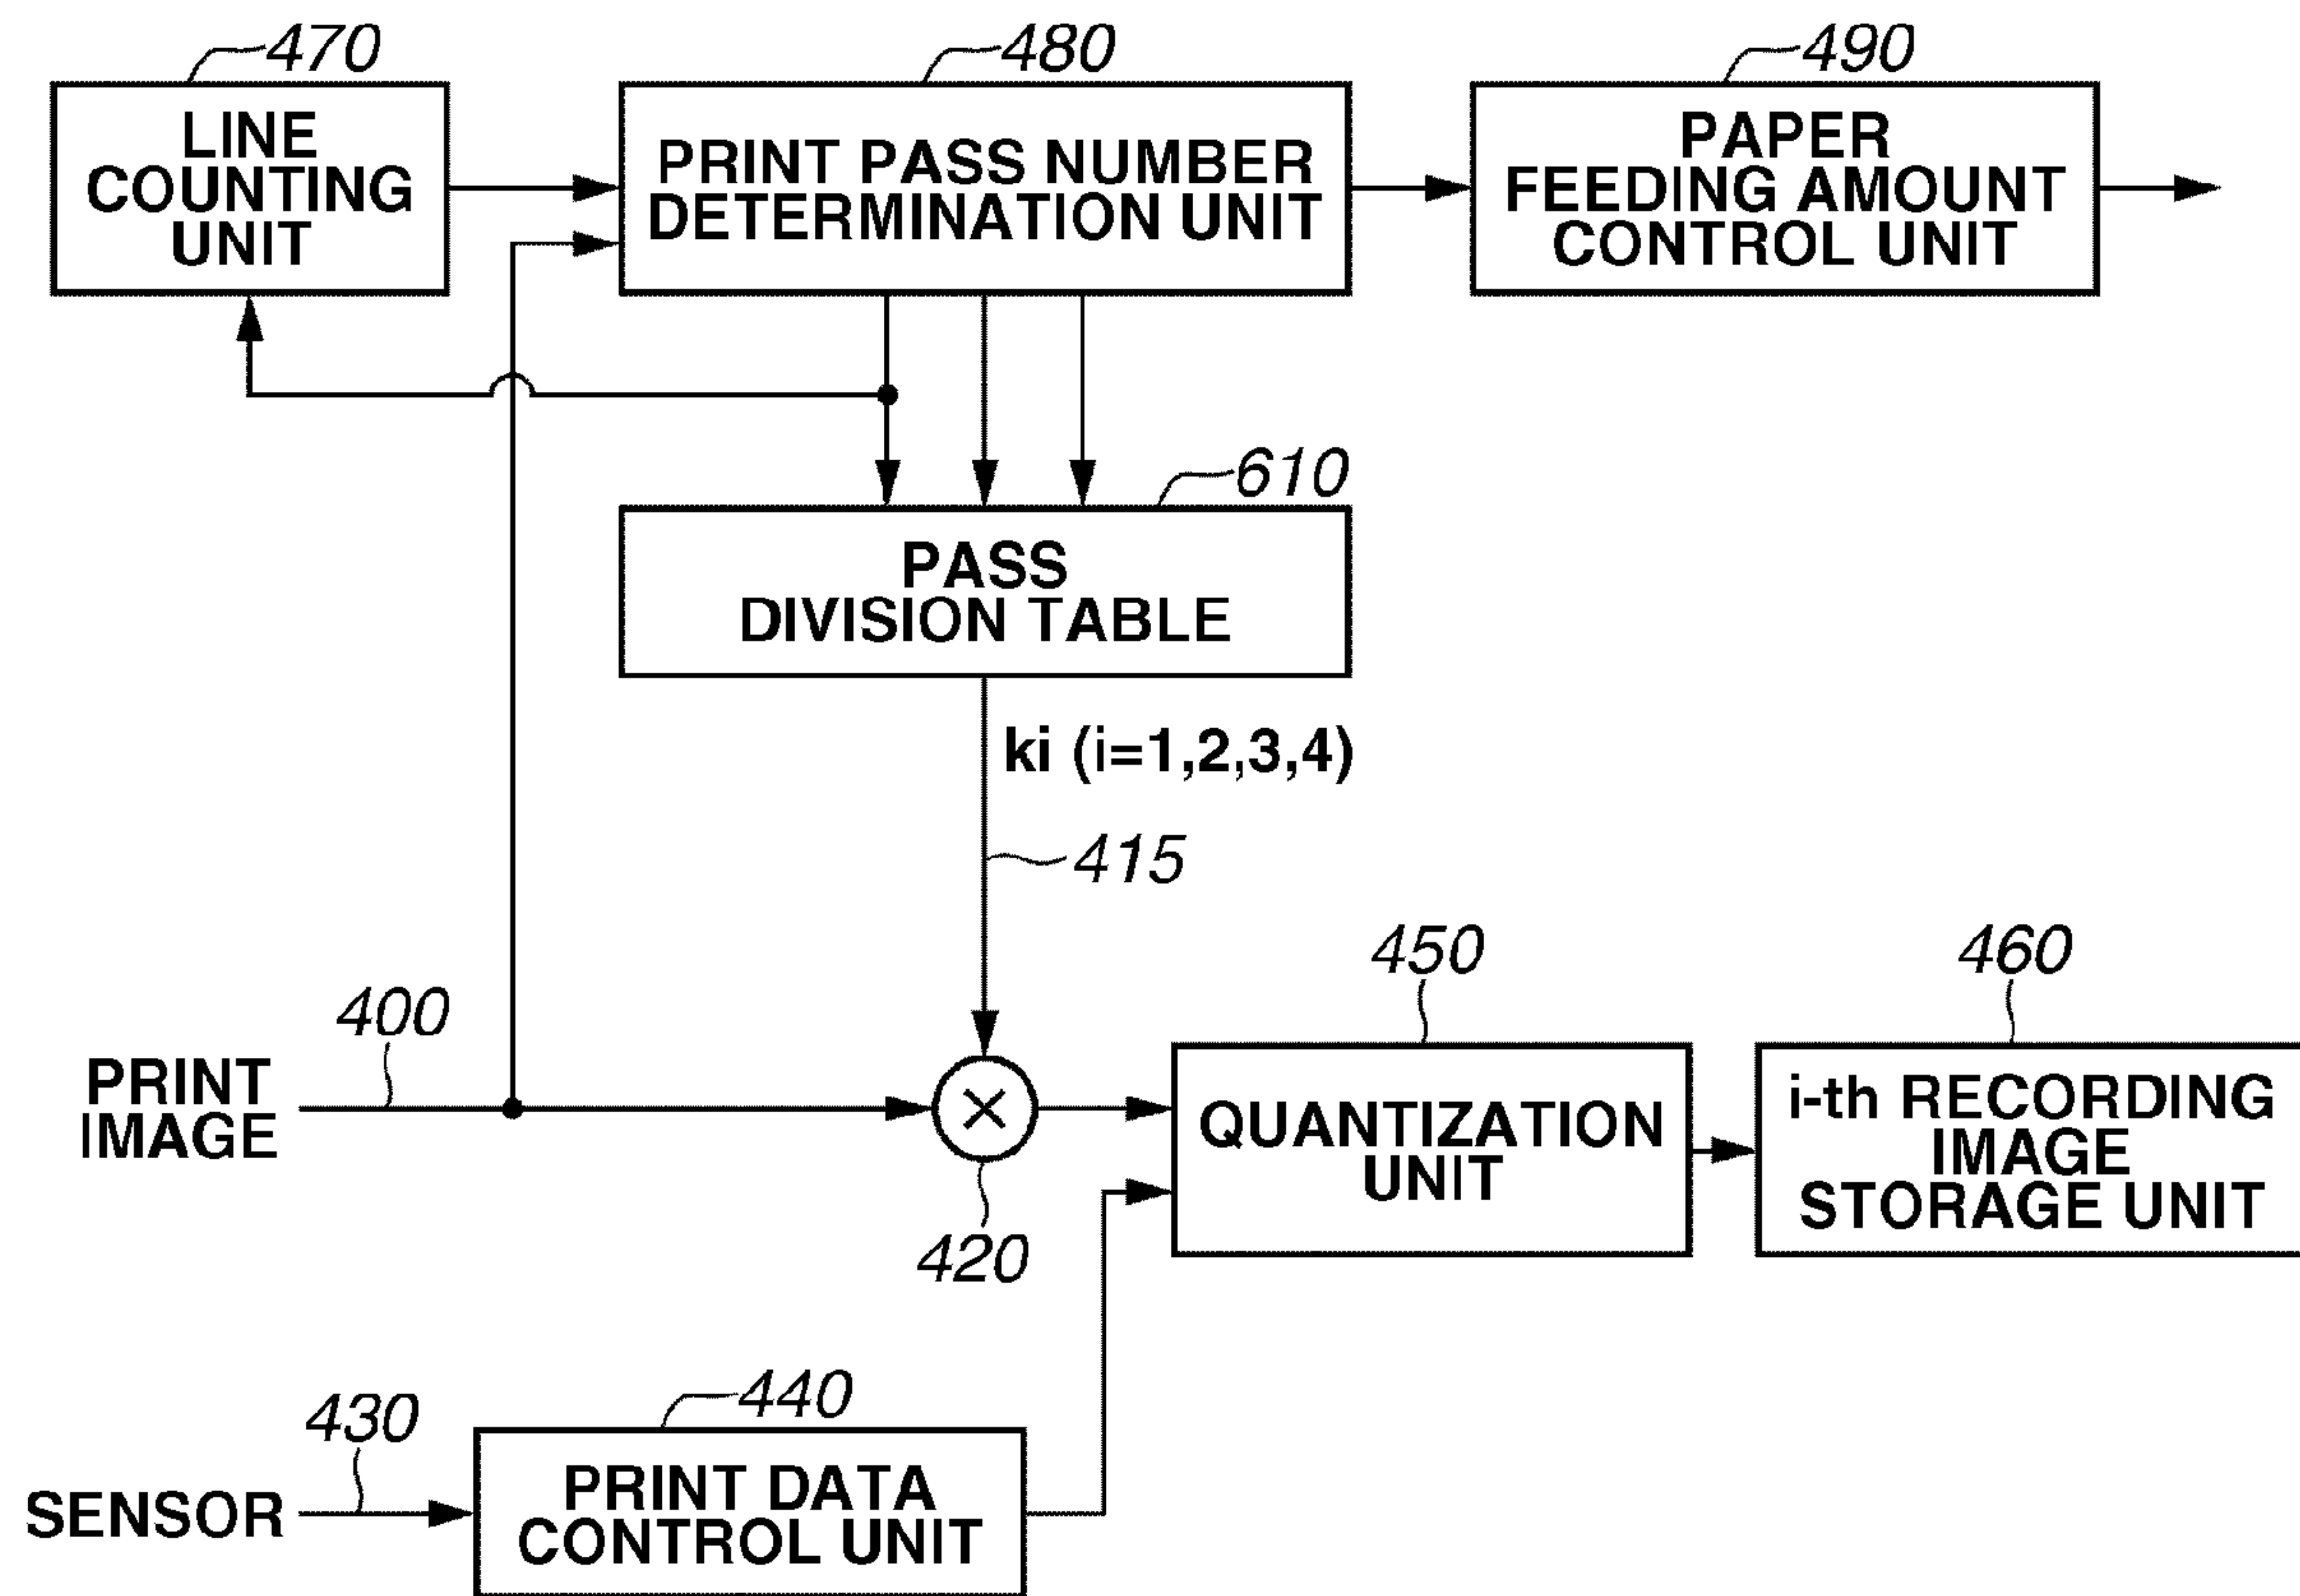 470
480
490
LINE
COUNTING
UNIT
PRINT PASS NUMBER
DETERMINATION UNIT
PAPER
FEEDING AMOUNT
CONTROL UNIT
610
PASS
DIVISION TABLE
ki (i=1,2,3,4)
415
450
460
400
PRINT
IMAGE
×
QUANTIZATION
UNIT
i-th RECORDING
IMAGE
STORAGE UNIT
420
440
430
SENSOR
PRINT DATA
CONTROL UNIT